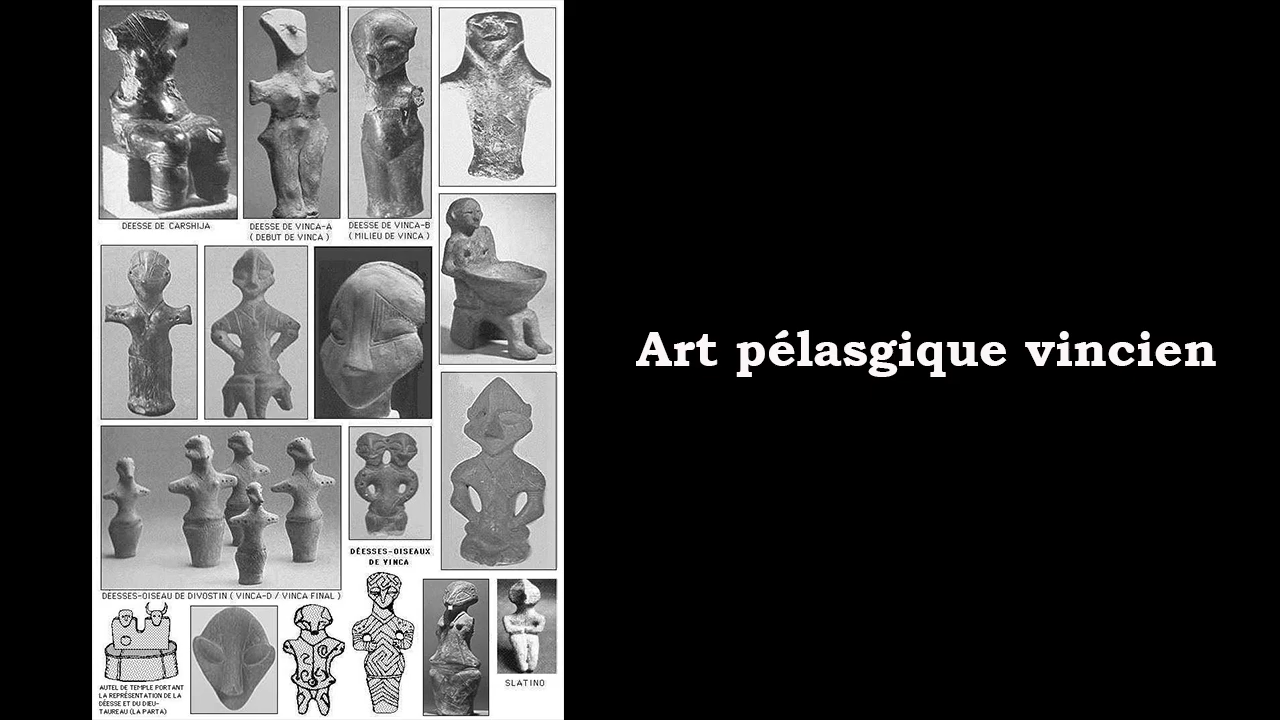 DEESSE DE CARSHIJA
DEESSE DE VINCA-A
( DEBUT DE VINCA )
DEESSE DE VINCA-B
( MILIEU DE VINCA )
Art pélasgique vincien
DÉESSES-OISEAUX
DE VINCA
DEESSES-OISEAU DE DIVOSTIN ( VINCA-D / VINCA FINAL )
AUTEL DE TEMPLE PORTANT
LA REPRÉSENTATION DE LA
DÉESSE ET DU DIEU-
TAUREAU (LA PARTA)
SLATINO